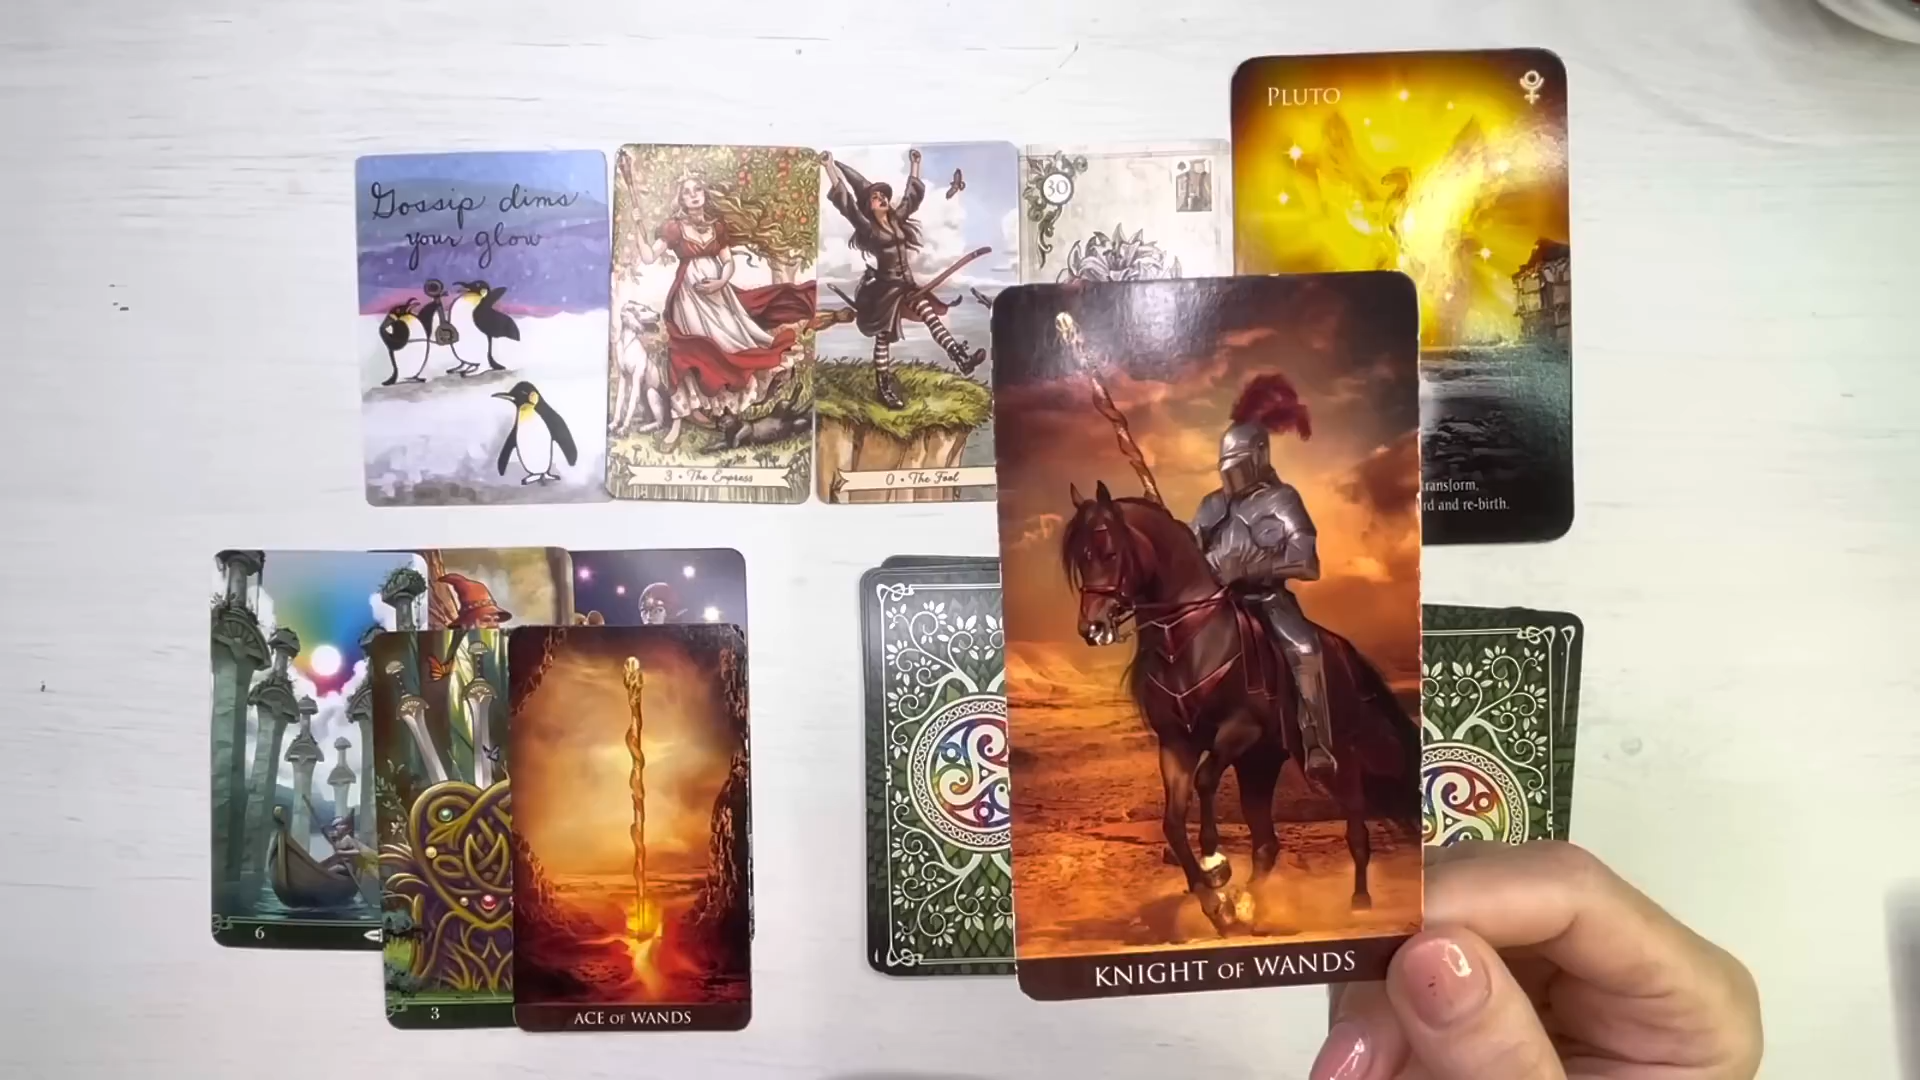 Gossip dims
your glow
3 • The Empress
0 • The Fool
30
PLUTO
transform,
rd and re-birth.
6
3
ACE OF WANDS
KNIGHT OF WANDS